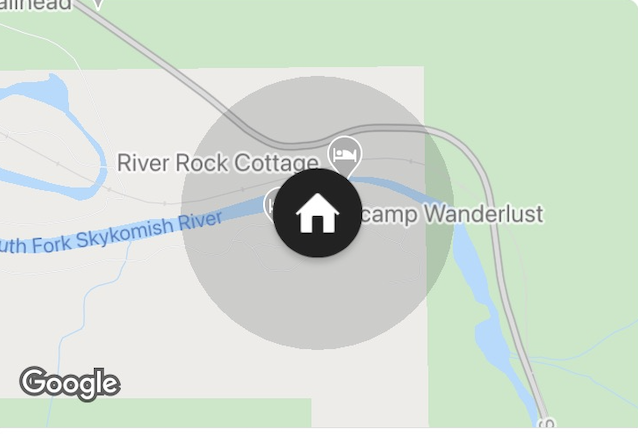 River Rock Cottage
camp Wanderlust
uth Fork Skykomish River
Google